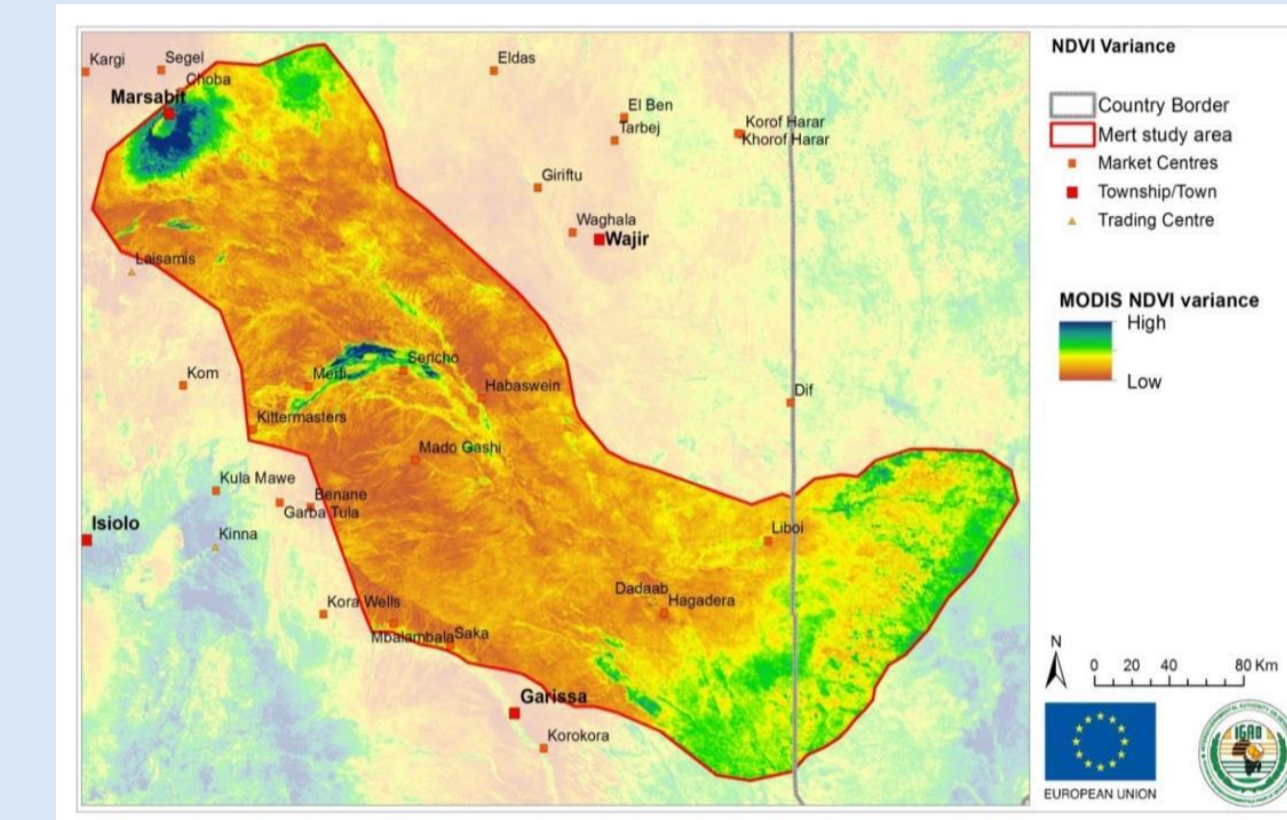 Kargi
Segel
Choba
Marsabit
Eldas
El Ben
Tarbej
Korof Harar
Khorof Harar
Giriftu
Waghala
Wajir
Laisamis
Kom
Merti
Sericho
Habaswein
Dif
Kittermasters
Mado Gashi
Kula Mawe
Benane
Garba Tula
Isiolo
Kinna
Liboi
Dadaab
Hagadera
Kora Wells
Mbalambala
Saka
Garissa
Korokora
NDVI Variance
Country Border
Mert study area
Market Centres
Township/Town
Trading Centre
MODIS NDVI variance
High
Low
N
0 20 40 80 Km
EUROPEAN UNION
IGAD